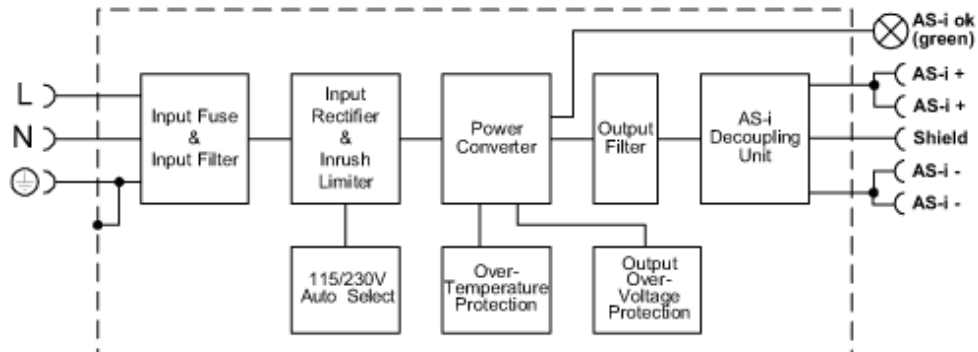 AS-i ok
(green)
L
N
Input Fuse
&
Input Filter
Input
Rectifier
&
Inrush
Limiter
Power
Converter
Output
Filter
AS-i
Decoupling
Unit
AS-i +
AS-i +
Shield
AS-i -
AS-i -
115/230V
Auto Select
Over-
Temperature
Protection
Output
Over-
Voltage
Protection